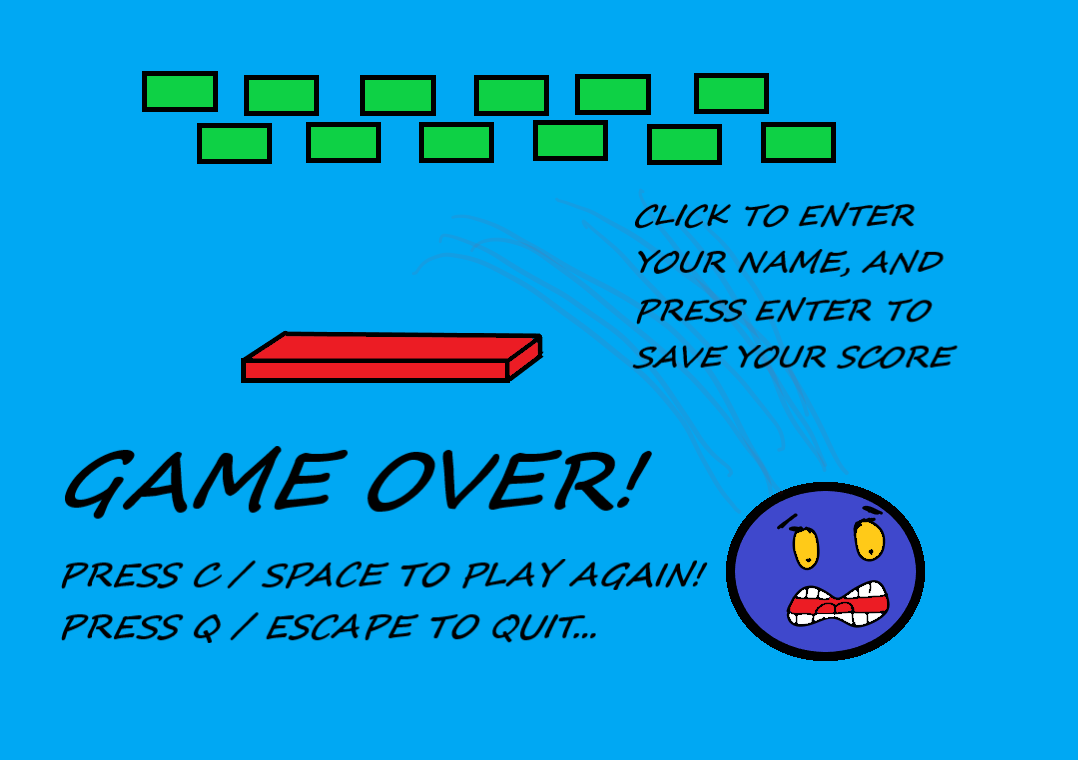 CLICK TO ENTER
YOUR NAME, AND
PRESS ENTER TO
SAVE YOUR SCORE
GAME OVER!
PRESS C / SPACE TO PLAY AGAIN!
PRESS Q / ESCAPE TO QUIT...